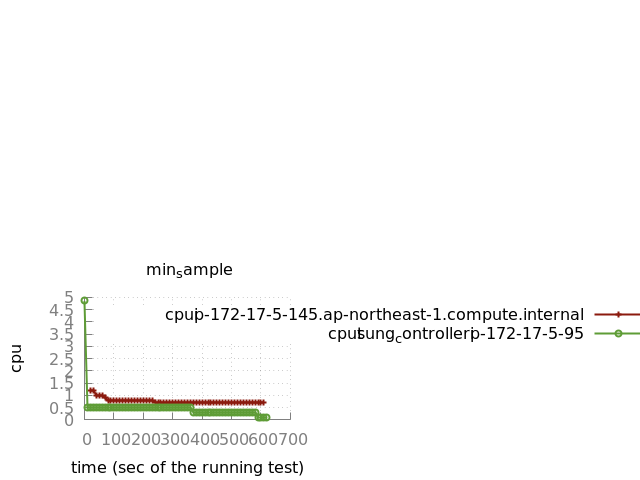 min_sample
5
4.5
4
3.5
3
2.5
2
1.5
1
0.5
0
cpu
cpu ip-172-17-5-145.ap-northeast-1.compute.internal
cpu tsung_controller ip-172-17-5-95
0 100 200 300 400 500 600 700
time (sec of the running test)